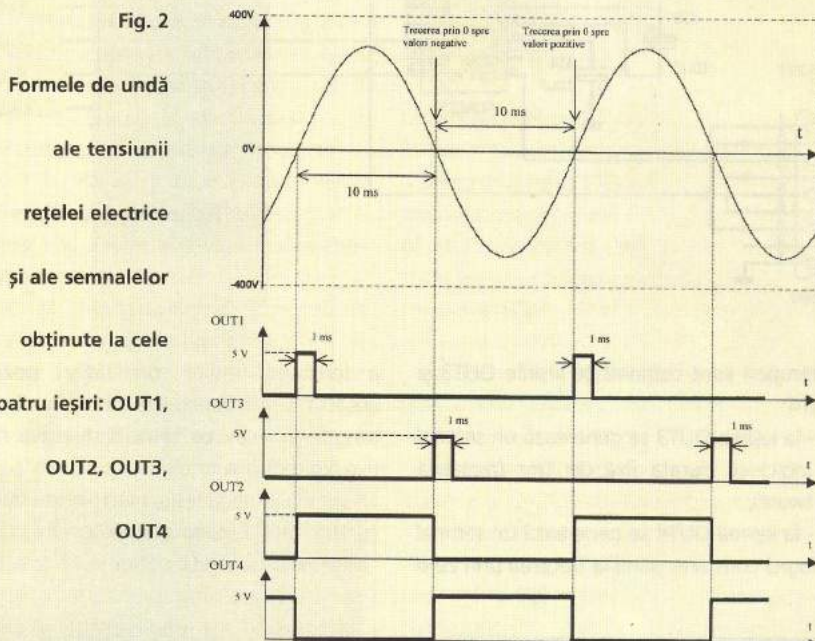 Fig. 2
Formele de undă
ale tensiunii
rețelei electrice
și ale semnalelor
obținute la cele
patru ieșiri: OUT1,
OUT2, OUT3,
OUT4
400V
Trecerea prin 0 spre
valori negative
Trecerea prin 0 spre
valori pozitive
10 ms
t
0V
10 ms
-400V
OUT1
1 ms
1 ms
5 V
t
OUT3
1 ms
1 ms
5V
t
OUT2
5 V
t
OUT4
5 V
t